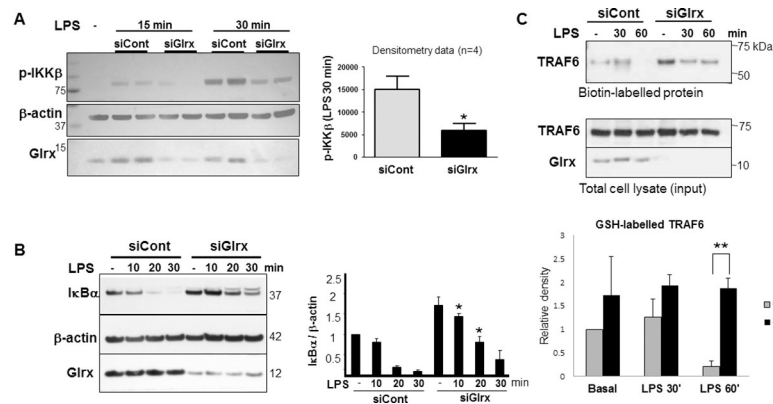 A
LPS - 15 min 30 min
siCont siGlrx siCont siGlrx
p-IKKβ
75
β-actin
37
Glrx 15
Densitometry data (n=4)
p-IKKβ (LPS 30 min)
20000
15000
10000
5000
0
*
siCont siGlrx
B
siCont siGlrx
LPS - 10 20 30 - 10 20 30 min
IκBα 37
β-actin 42
Glrx 12
IκBα / β-actin
2.5
2
1.5
1
0.5
* *
LPS - 10 20 30 - 10 20 30 min
siCont siGlrx
C
siCont siGlrx
LPS - 30 60 - 30 60 min
TRAF6
75 kDa
50
Biotin-labelled protein
TRAF6 75
Glrx 10
Total cell lysate (input)
GSH-labelled TRAF6
Relative density
3
2.5
2
1.5
1
0.5
0
**
Basal LPS 30' LPS 60'